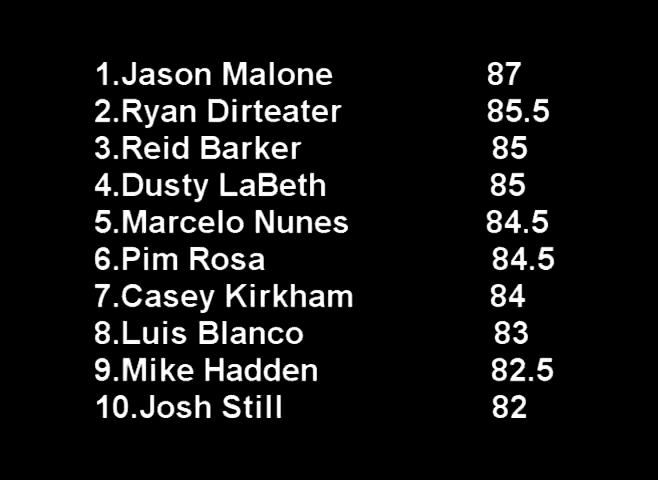 1.Jason Malone 87
2.Ryan Dirteater 85.5
3.Reid Barker 85
4.Dusty LaBeth 85
5.Marcelo Nunes 84.5
6.Pim Rosa 84.5
7.Casey Kirkham 84
8.Luis Blanco 83
9.Mike Hadden 82.5
10.Josh Still 82